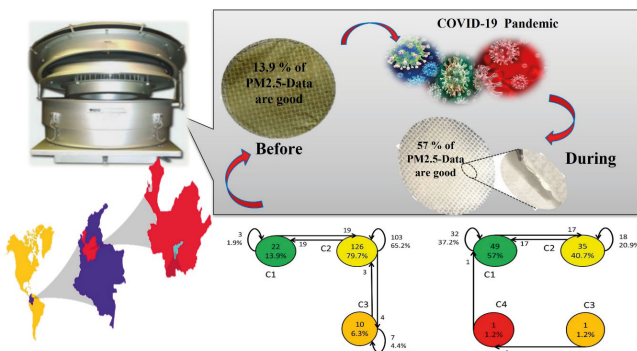 COVID-19 Pandemic
13.9 % of
PM2.5-Data
are good
Before
57 % of
PM2.5-Data
are good
During
3
1.9%
22
13.9%
C1
19
19
C2
126
79.7%
103
65.2%
3
4
C3
10
6.3%
7
4.4%
32
37.2%
49
57%
C1
17
17
C2
35
40.7%
18
20.9%
1
C4
1
1.2%
C3
1
1.2%